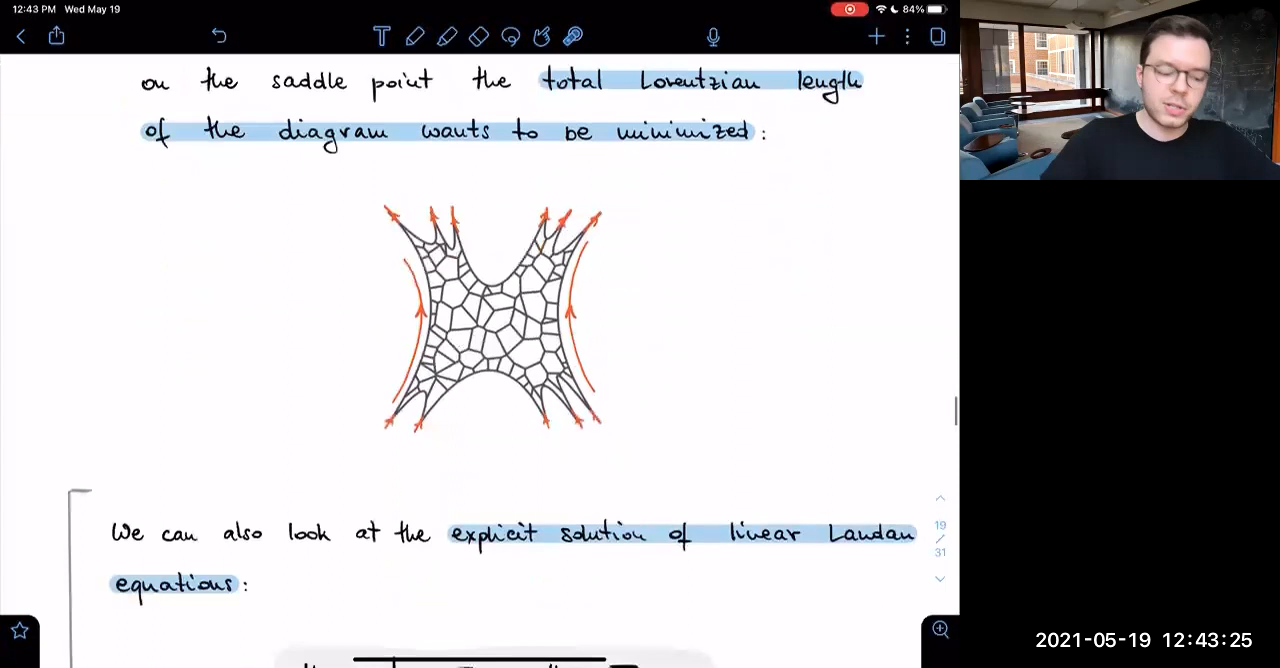 12:43 PM Wed May 19
84%
on the saddle point the total Lorentzian length
of the diagram wants to be minimized:
We can also look at the explicit solution of linear Landau
equations:
19
/
31
2021-05-19 12:43:25